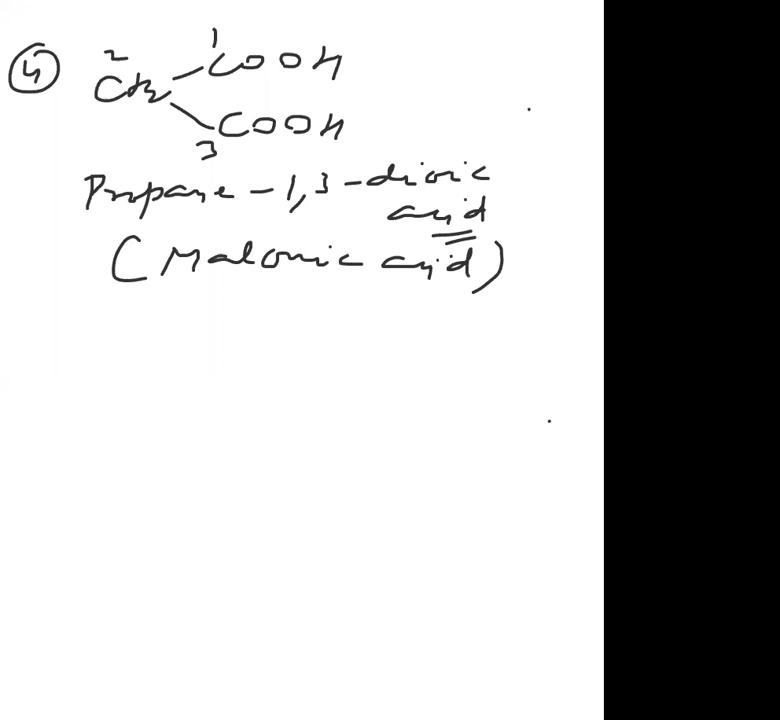 ④ 2 CH2 1 COOH
3 COOH
Propane-1,3-dioic
acid
(Malonic acid)